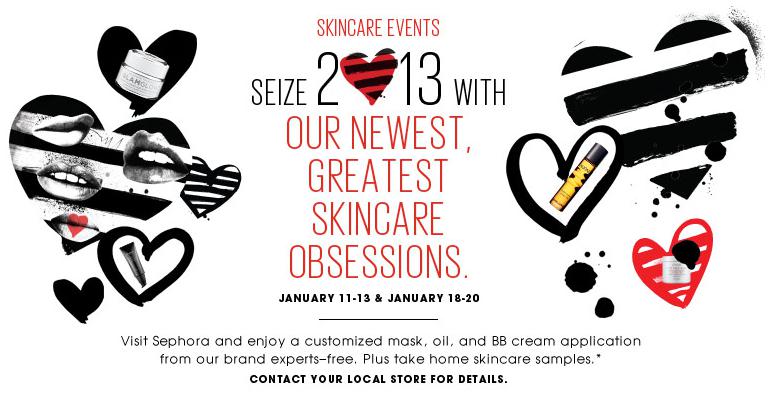 SKINCARE EVENTS
SEIZE 2013 WITH
OUR NEWEST,
GREATEST
SKINCARE
OBSESSIONS.
JANUARY 11-13 & JANUARY 18-20
Visit Sephora and enjoy a customized mask, oil, and BB cream application
from our brand experts–free. Plus take home skincare samples.*
CONTACT YOUR LOCAL STORE FOR DETAILS.
GLAMGLOW